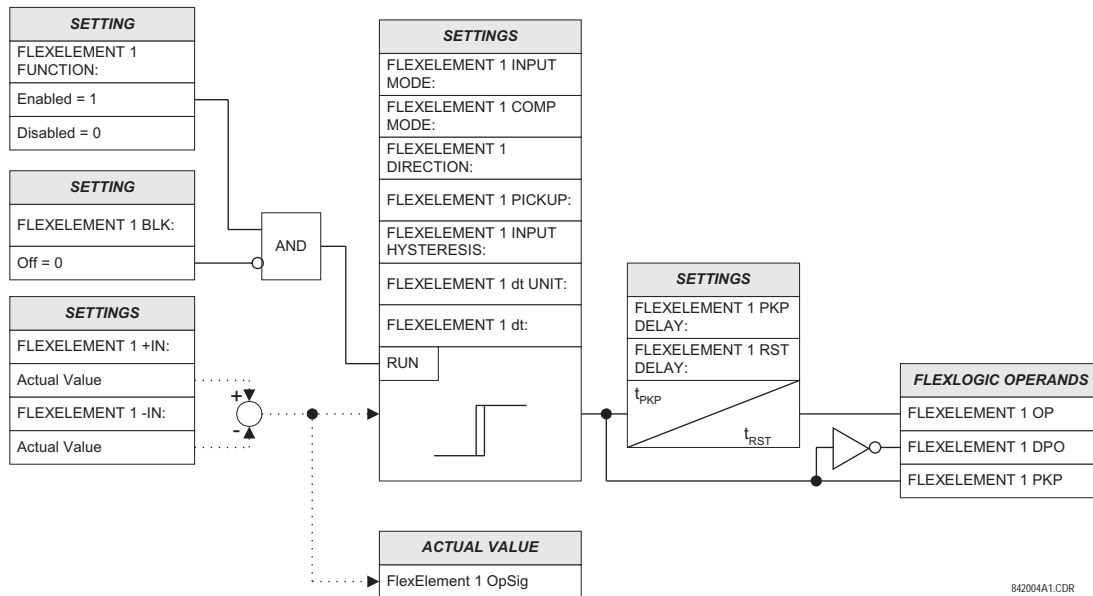 SETTING
FLEXELEMENT 1
FUNCTION:
Enabled = 1
Disabled = 0
SETTING
FLEXELEMENT 1 BLK:
Off = 0
SETTINGS
FLEXELEMENT 1 +IN:
Actual Value
FLEXELEMENT 1 -IN:
Actual Value
AND
+
-
SETTINGS
FLEXELEMENT 1 INPUT
MODE:
FLEXELEMENT 1 COMP
MODE:
FLEXELEMENT 1
DIRECTION:
FLEXELEMENT 1 PICKUP:
FLEXELEMENT 1 INPUT
HYSTERESIS:
FLEXELEMENT 1 dt UNIT:
FLEXELEMENT 1 dt:
RUN
ACTUAL VALUE
FlexElement 1 OpSig
SETTINGS
FLEXELEMENT 1 PKP
DELAY:
FLEXELEMENT 1 RST
DELAY:
tPKP
tRST
FLEXLOGIC OPERANDS
FLEXELEMENT 1 OP
FLEXELEMENT 1 DPO
FLEXELEMENT 1 PKP
842004A1.CDR